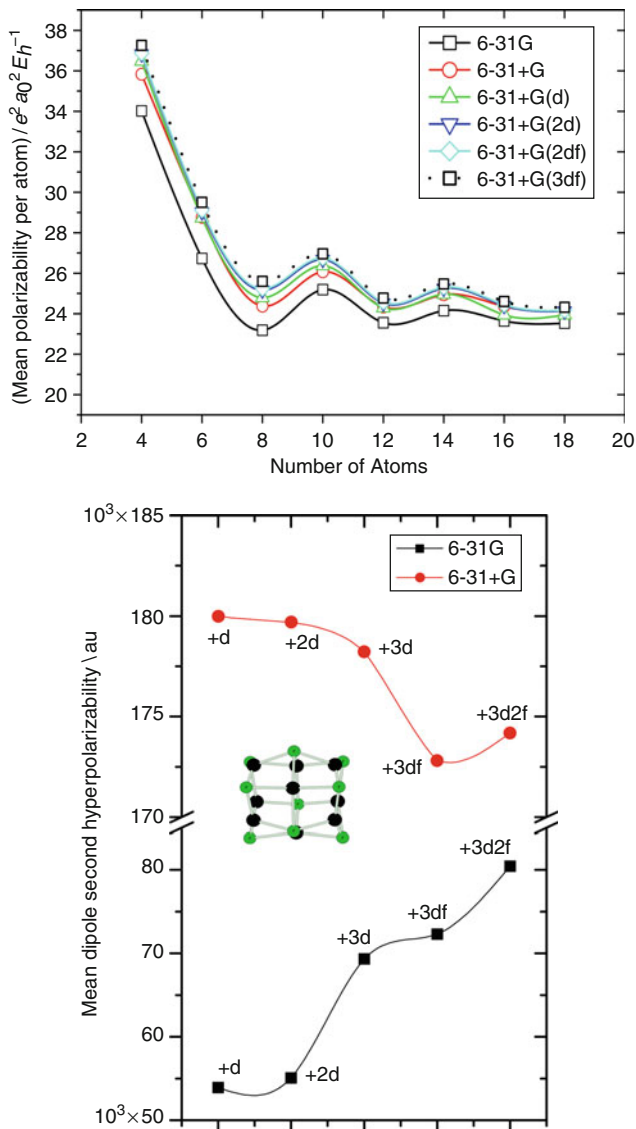 38
36
34
32
30
28
26
24
22
20
2 4 6 8 10 12 14 16 18 20
Number of Atoms
(Mean polarizability per atom) / e² a₀² Eₕ⁻¹
6-31G
6-31+G
6-31+G(d)
6-31+G(2d)
6-31+G(2df)
6-31+G(3df)
10³×185
180
175
170
80
70
60
10³×50
Mean dipole second hyperpolarizability \ au
6-31G
6-31+G
+d
+2d
+3d
+3df
+3d2f
+3d2f
+3df
+3d
+d
+2d